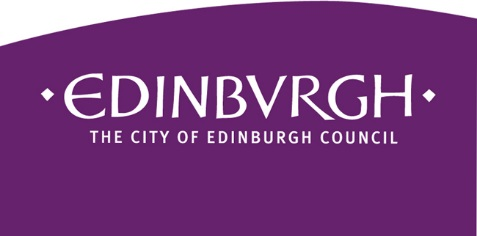 ·EDINBVRGH·
THE CITY OF EDINBURGH COUNCIL